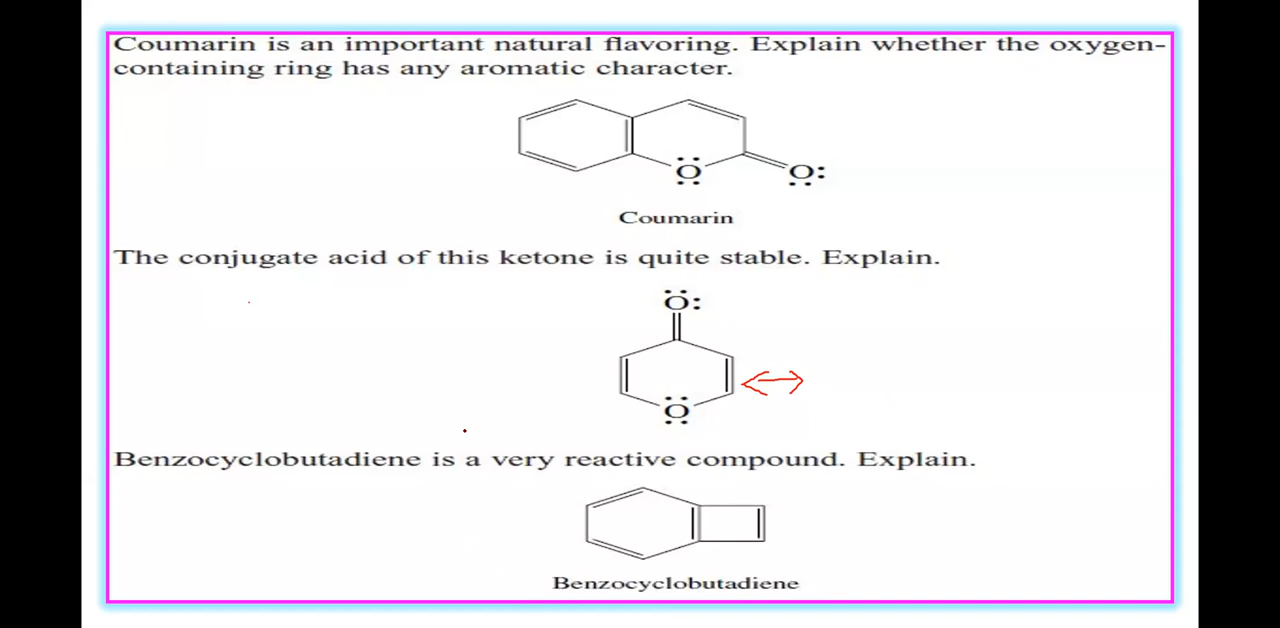 Coumarin is an important natural flavoring. Explain whether the oxygen-
containing ring has any aromatic character.
O
O
Coumarin
The conjugate acid of this ketone is quite stable. Explain.
O
O
Benzocyclobutadiene is a very reactive compound. Explain.
Benzocyclobutadiene